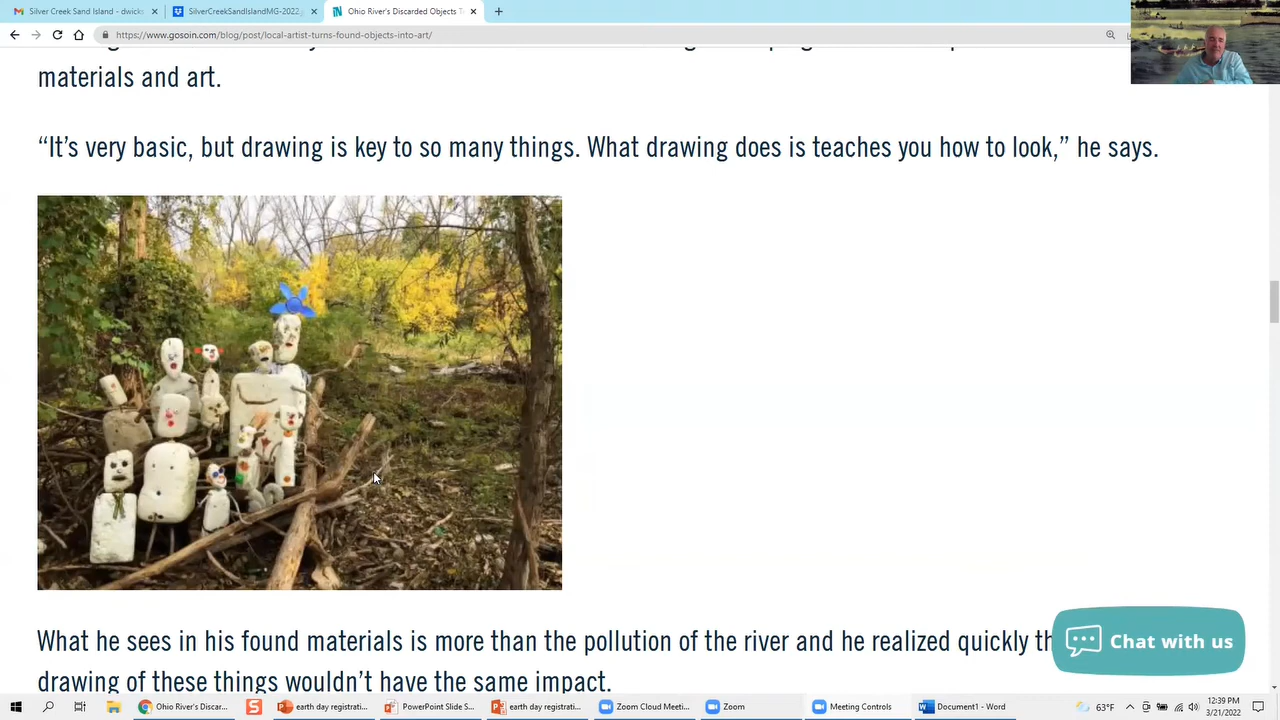 Silver Creek Sand Island - dwicks
SilverCreekSandIslandMG-2022
Ohio River's Discarded Objects T
https://www.gosoin.com/blog/post/local-artist-turns-found-objects-into-art/
materials and art.
“It’s very basic, but drawing is key to so many things. What drawing does is teaches you how to look,” he says.
What he sees in his found materials is more than the pollution of the river and he realized quickly th
drawing of these things wouldn’t have the same impact.
Chat with us
Ohio River's Discar...
earth day registrati...
PowerPoint Slide S...
earth day registrati...
Zoom Cloud Meeti...
Zoom
Meeting Controls
Document1 - Word
63°F
12:39 PM
3/21/2022